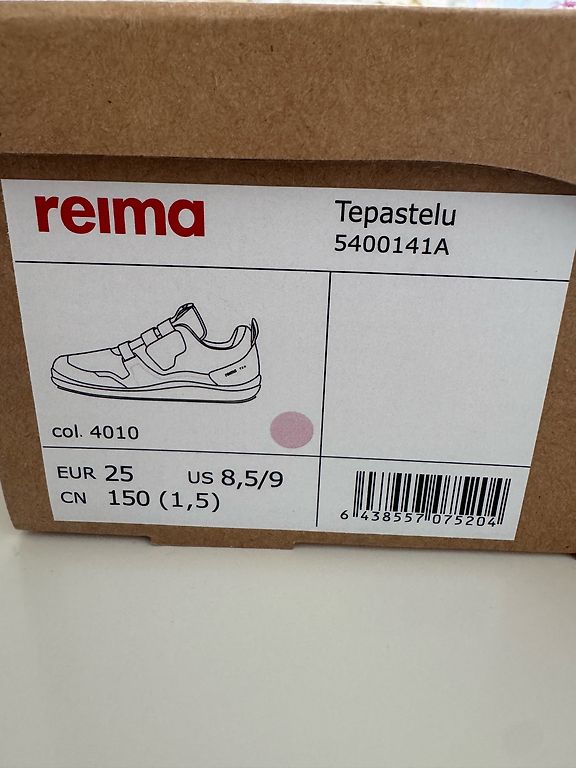 reima
Tepastelu
5400141A
col. 4010
EUR 25 US 8,5/9
CN 150 (1,5)
6 438557 075204